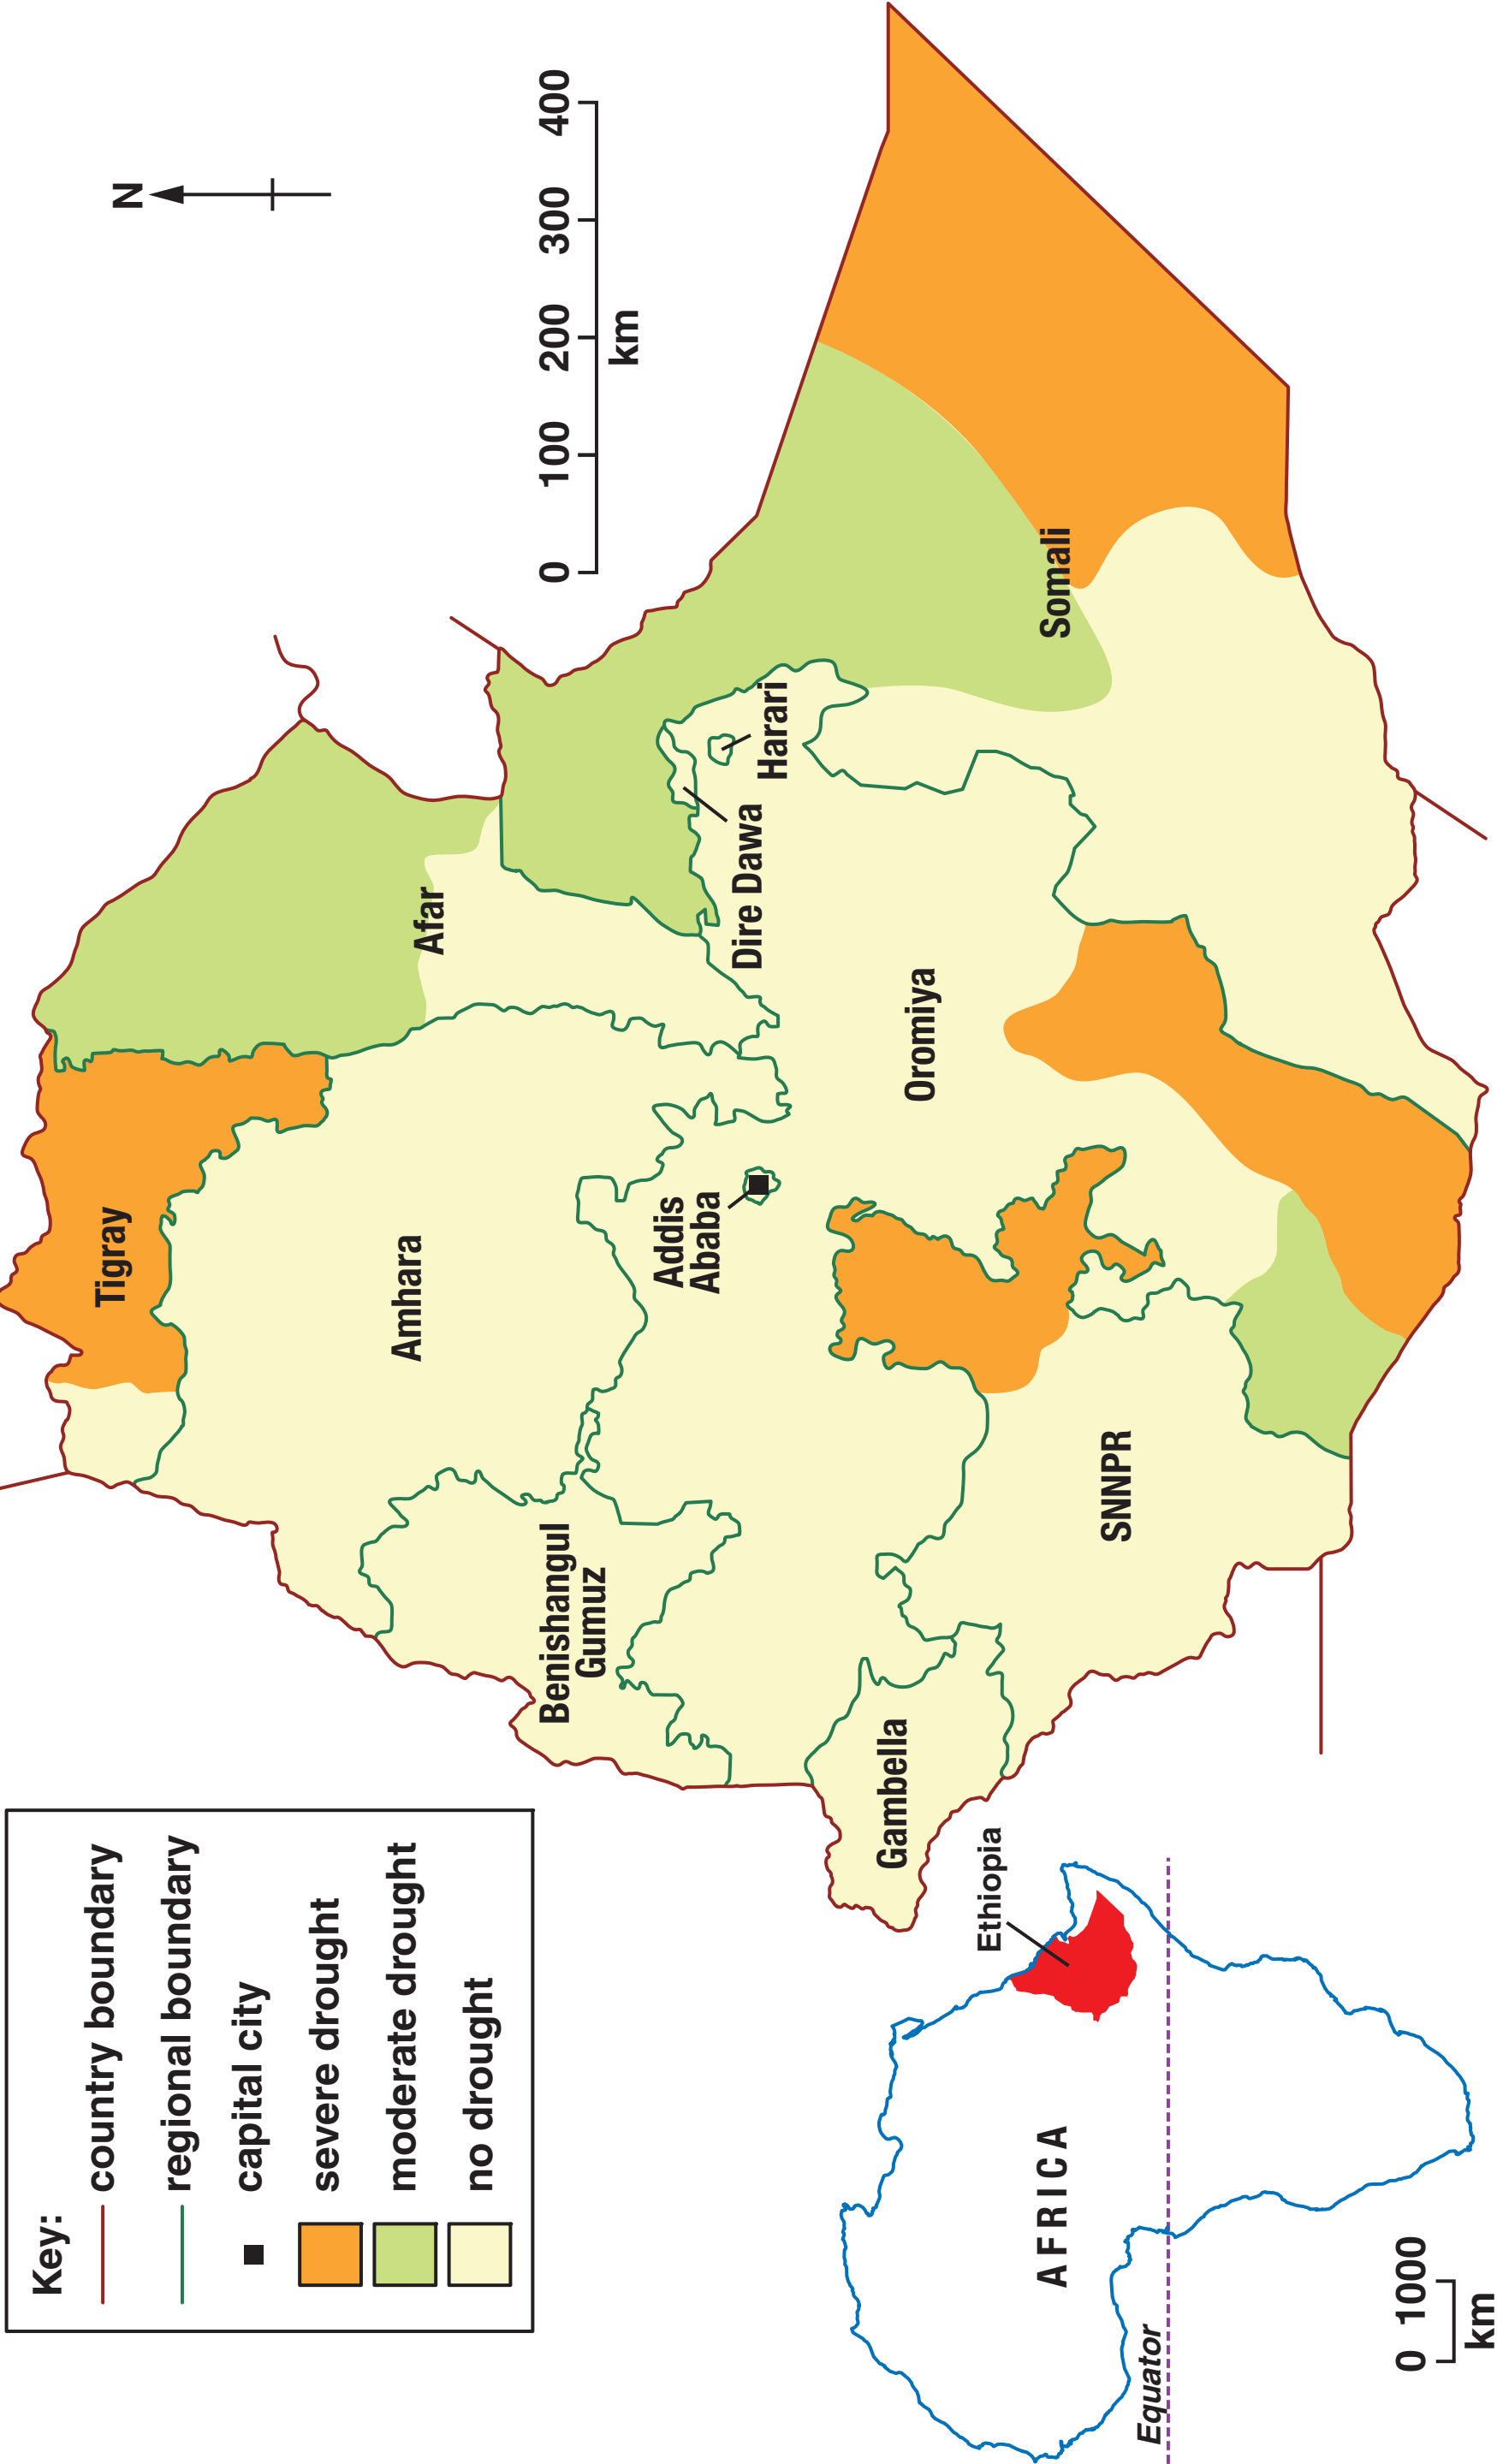 Key:
country boundary
regional boundary
capital city
severe drought
moderate drought
no drought
N
Tigray
Afar
Amhara
Benishangul
Gumuz
Addis
Ababa
Dire Dawa
Harari
Gambella
Oromiya
Somali
SNNPR
0 100 200 300 400
km
Ethiopia
AFRICA
Equator
0 1000
km